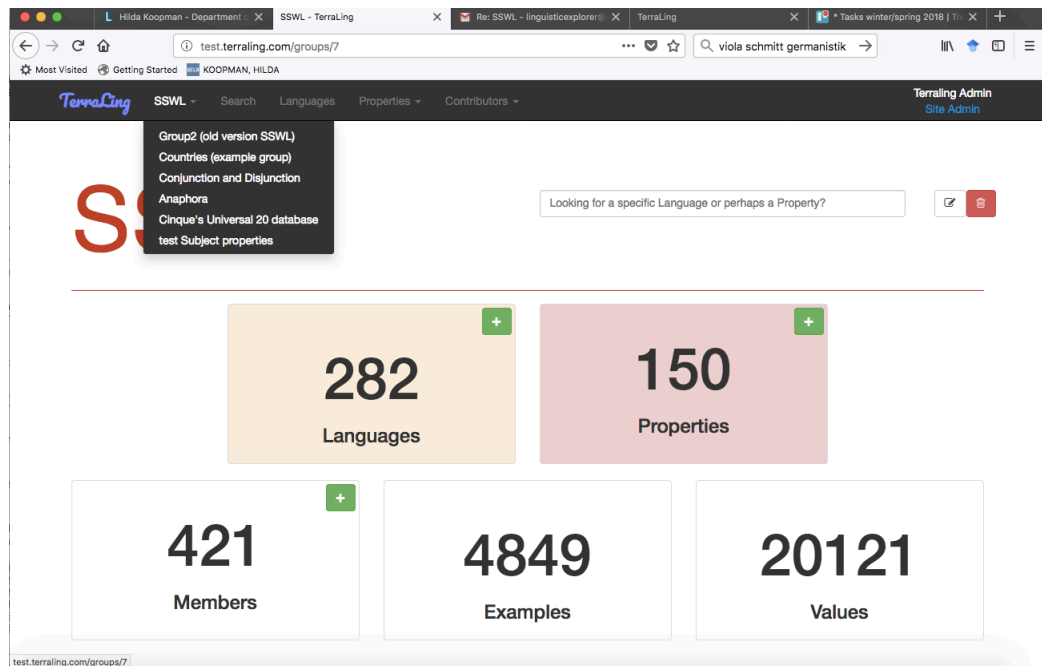 L Hilda Koopman - Department o
SSWL - TerraLing
Re: SSWL - linguisticexplorer@
TerraLing
* Tasks winter/spring 2018 | Tr
test.terraling.com/groups/7
viola schmitt germanistik
Most Visited Getting Started KOOPMAN, HILDA
TerraLing SSWL Search Languages Properties Contributors
Terraling Admin
Site Admin
Group2 (old version SSWL)
Countries (example group)
Conjunction and Disjunction
Anaphora
Cinque's Universal 20 database
test Subject properties
Looking for a specific Language or perhaps a Property?
282
Languages
150
Properties
421
Members
4849
Examples
20121
Values
test.terraling.com/groups/7